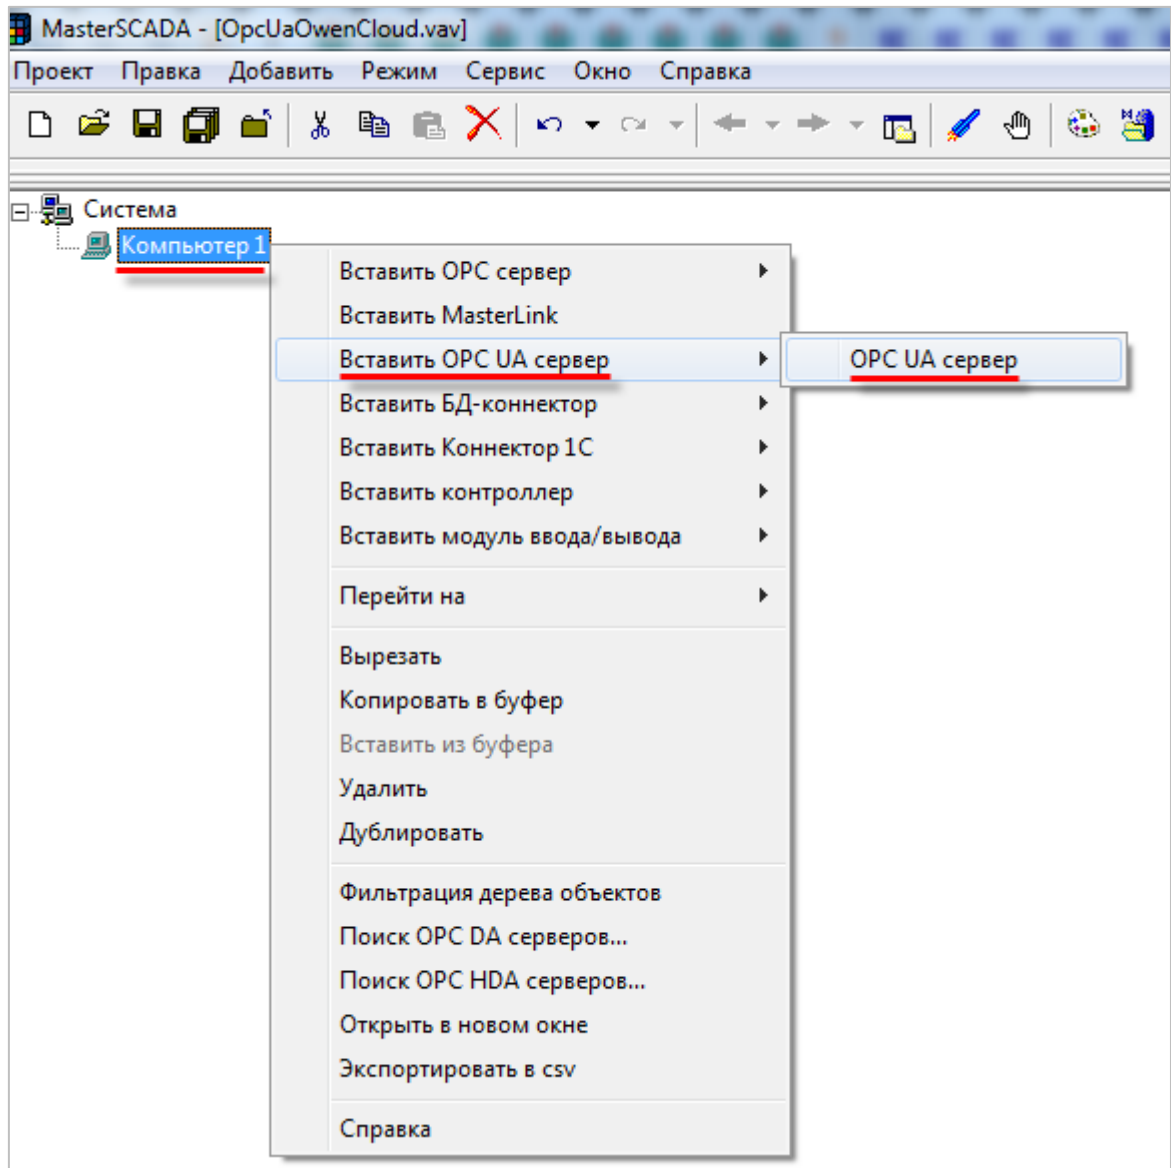 MasterSCADA - [OpcUaOwenCloud.vav]
Проект Правка Добавить Режим Сервис Окно Справка
Система
Компьютер 1
Вставить OPC сервер
Вставить MasterLink
Вставить OPC UA сервер
OPC UA сервер
Вставить БД-коннектор
Вставить Коннектор 1С
Вставить контроллер
Вставить модуль ввода/вывода
Перейти на
Вырезать
Копировать в буфер
Вставить из буфера
Удалить
Дублировать
Фильтрация дерева объектов
Поиск OPC DA серверов...
Поиск OPC HDA серверов...
Открыть в новом окне
Экспортировать в csv
Справка